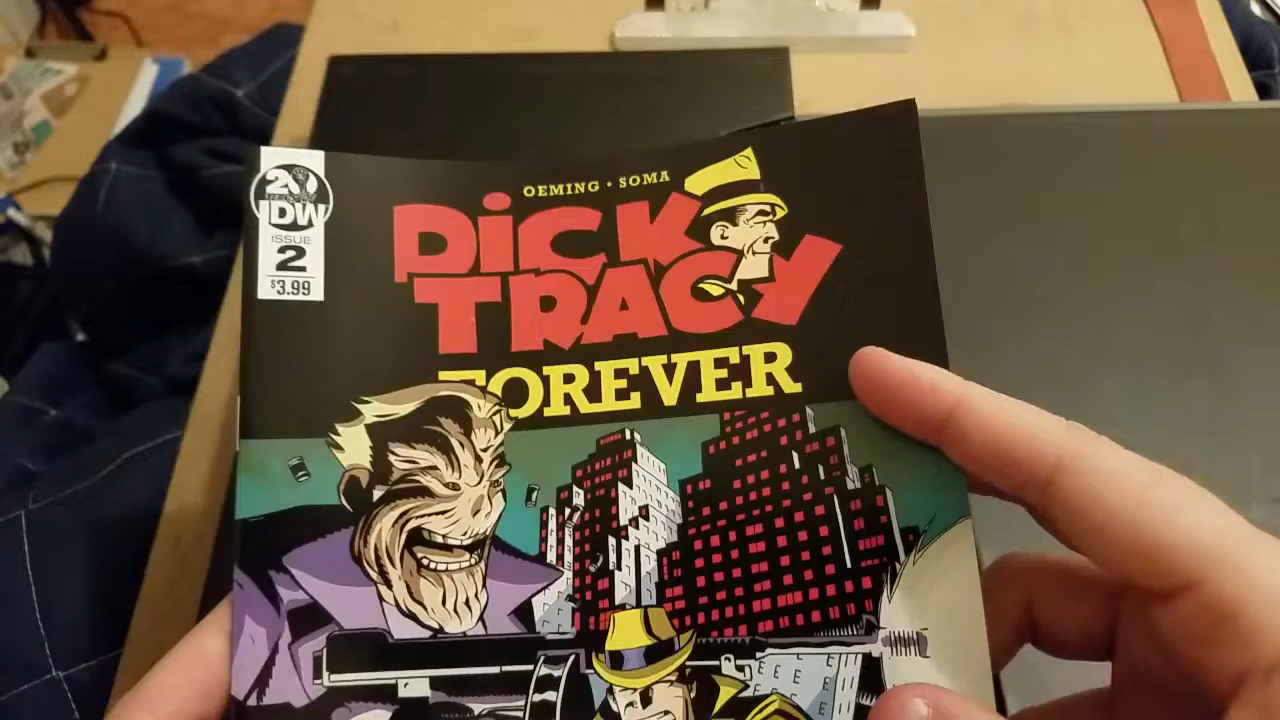 20
IDW
ISSUE
2
$3.99
OEMING • SOMA
DiCK
TRACY
FOREVER